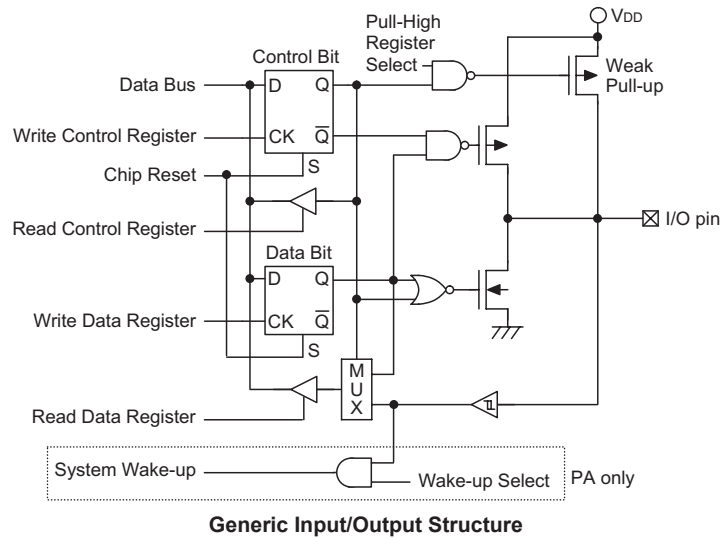 VDD
Pull-High
Register
Select
Control Bit
Weak
Pull-up
Data Bus
D
Q
Write Control Register
CK
Q
S
Chip Reset
Read Control Register
I/O pin
Data Bit
D
Q
Write Data Register
CK
Q
S
M
U
X
Read Data Register
System Wake-up
Wake-up Select
PA only
Generic Input/Output Structure